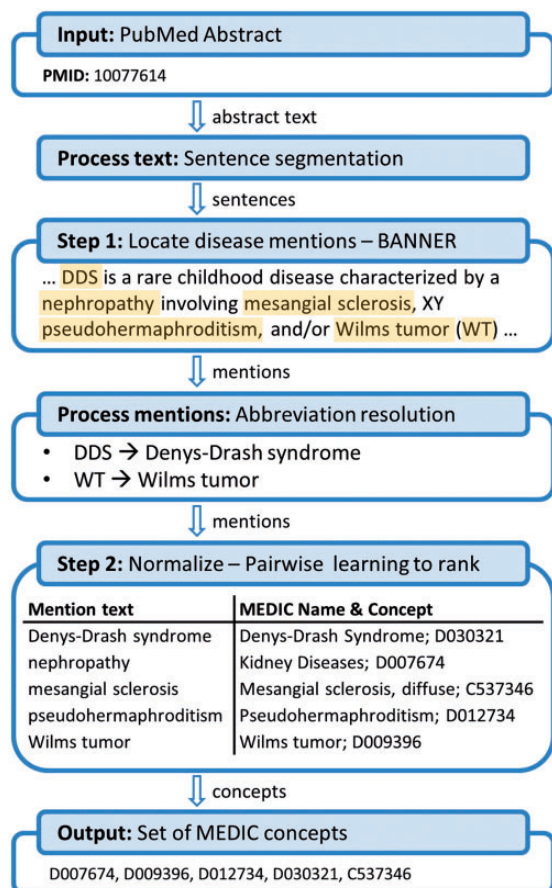 Input: PubMed Abstract
PMID: 10077614
abstract text
Process text: Sentence segmentation
sentences
Step 1: Locate disease mentions – BANNER
... DDS is a rare childhood disease characterized by a
nephropathy involving mesangial sclerosis, XY
pseudohermaphroditism, and/or Wilms tumor (WT) ...
mentions
Process mentions: Abbreviation resolution
• DDS → Denys-Drash syndrome
• WT → Wilms tumor
mentions
Step 2: Normalize – Pairwise learning to rank
Mention text MEDIC Name & Concept
Denys-Drash syndrome Denys-Drash Syndrome; D030321
nephropathy Kidney Diseases; D007674
mesangial sclerosis Mesangial sclerosis, diffuse; C537346
pseudohermaphroditism Pseudohermaphroditism; D012734
Wilms tumor Wilms tumor; D009396
concepts
Output: Set of MEDIC concepts
D007674, D009396, D012734, D030321, C537346